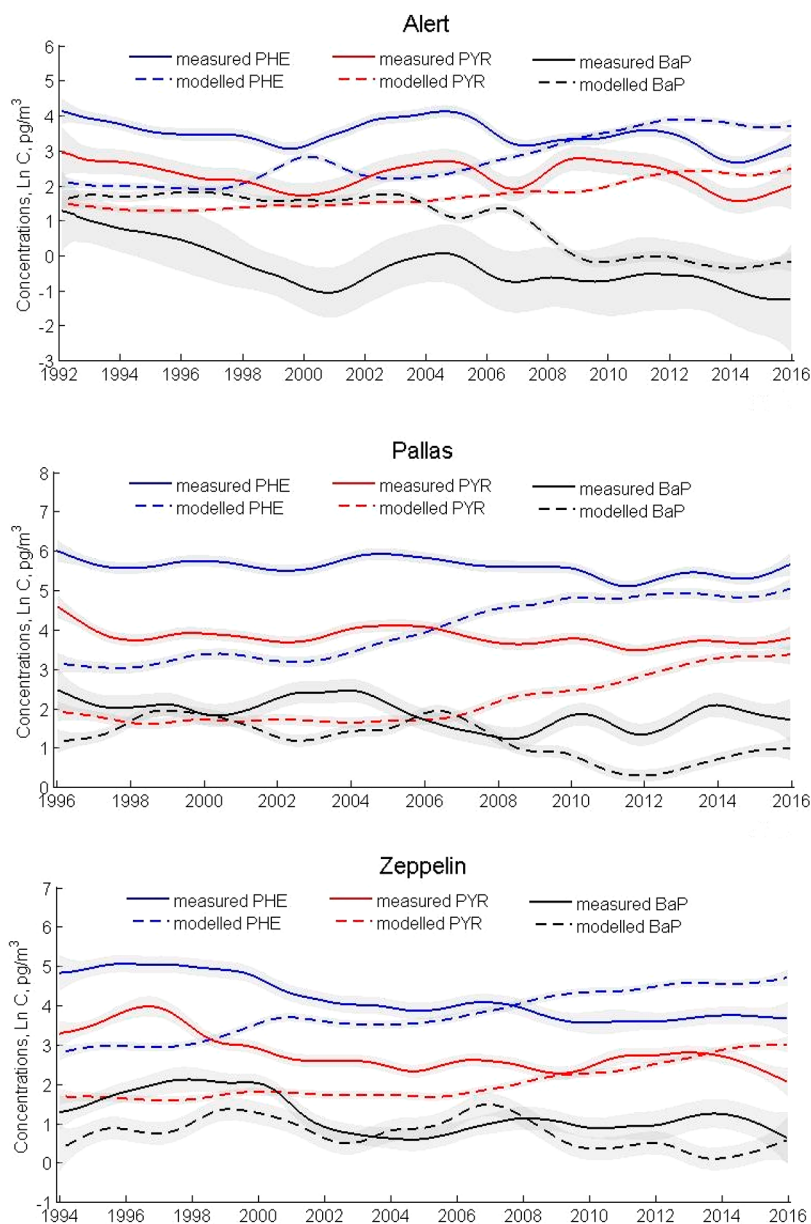 Alert
measured PHE measured PYR measured BaP
modelled PHE modelled PYR modelled BaP
Concentrations, Ln C, pg/m³
6
5
4
3
2
1
0
-1
-2
-3
1992 1994 1996 1998 2000 2002 2004 2006 2008 2010 2012 2014 2016
Pallas
measured PHE measured PYR measured BaP
modelled PHE modelled PYR modelled BaP
Concentrations, Ln C, pg/m³
8
7
6
5
4
3
2
1
0
1996 1998 2000 2002 2004 2006 2008 2010 2012 2014 2016
Zeppelin
measured PHE measured PYR measured BaP
modelled PHE modelled PYR modelled BaP
Concentrations, Ln C, pg/m³
7
6
5
4
3
2
1
0
-1
1994 1996 1998 2000 2002 2004 2006 2008 2010 2012 2014 2016